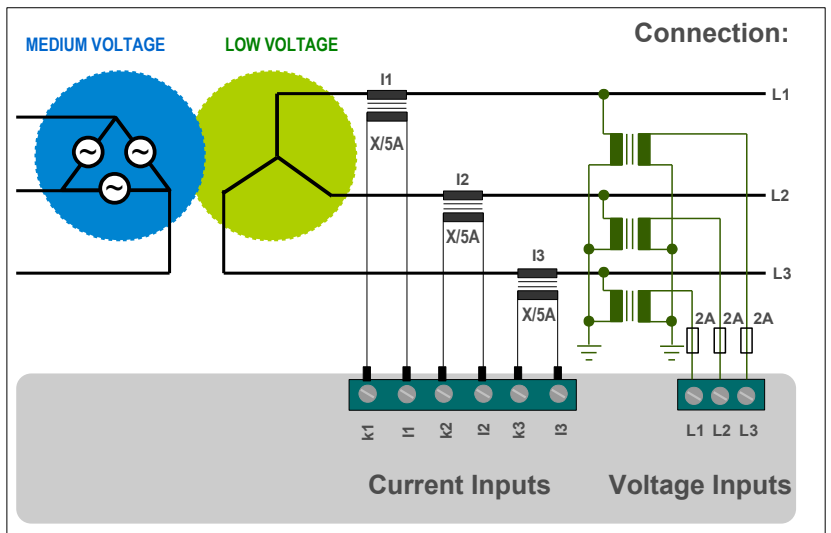 Connection:
MEDIUM VOLTAGE
LOW VOLTAGE
I1
L1
X/5A
I2
L2
X/5A
I3
L3
X/5A
2A
2A
2A
k1
l1
k2
l2
k3
l3
L1
L2
L3
Current Inputs
Voltage Inputs